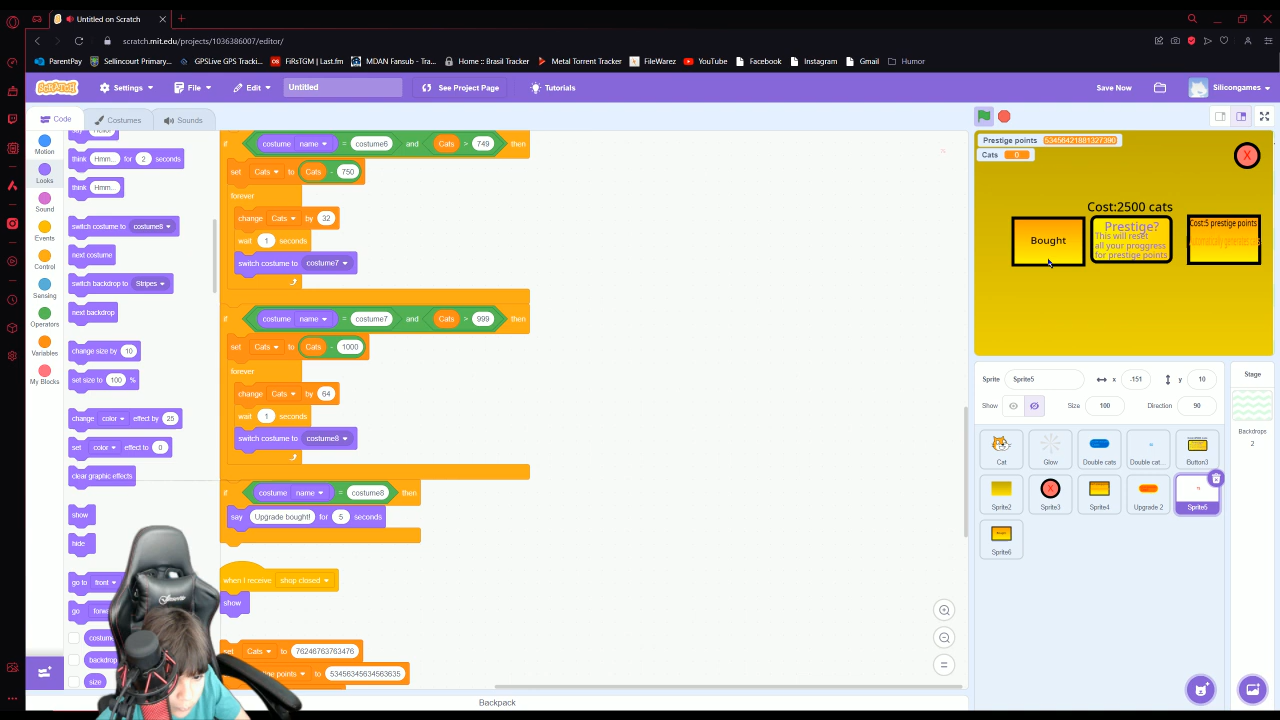 Untitled on Scratch
scratch.mit.edu/projects/1036386007/editor/
ParentPay
Sellincourt Primary...
GPSLive GPS Tracki...
FiRsTGM | Last.fm
MDAN Fansub - Tra...
Home :: Brasil Tracker
Metal Torrent Tracker
FileWarez
YouTube
Facebook
Instagram
Gmail
Humor
SCRATCH
Settings
File
Edit
Untitled
See Project Page
Tutorials
Save Now
Silicongames
Code
Costumes
Sounds
Motion
Looks
Sound
Events
Control
Sensing
Operators
Variables
My Blocks
think Hmm... for 2 seconds
think Hmm...
switch costume to costume8
next costume
switch backdrop to Stripes
next backdrop
change size by 10
set size to 100 %
change color effect by 25
set color effect to 0
clear graphic effects
show
hide
go to front
go
backdrop
size
if costume name = costume6 and Cats > 749 then
set Cats to Cats - 750
forever
change Cats by 32
wait 1 seconds
switch costume to costume7
if costume name = costume7 and Cats > 999 then
set Cats to Cats - 1000
forever
change Cats by 64
wait 1 seconds
switch costume to costume8
if costume name = costume8 then
say Upgrade bought! for 5 seconds
when I receive shop closed
show
set Cats to 76246763763476
points to 53456345634563635
Backpack
Prestige points
Cats 0
X
Cost:2500 cats
Bought
Prestige?
This will reset
all your proggress
for prestige points
Cost:5 prestige points
Sprite Sprite5 x -151 y 10
Show Size 100 Direction 90
Stage
Backdrops
2
Cat
Glow
Double cats
Double cat...
Button3
Sprite2
Sprite3
Sprite4
Upgrade 2
Sprite5
Sprite6